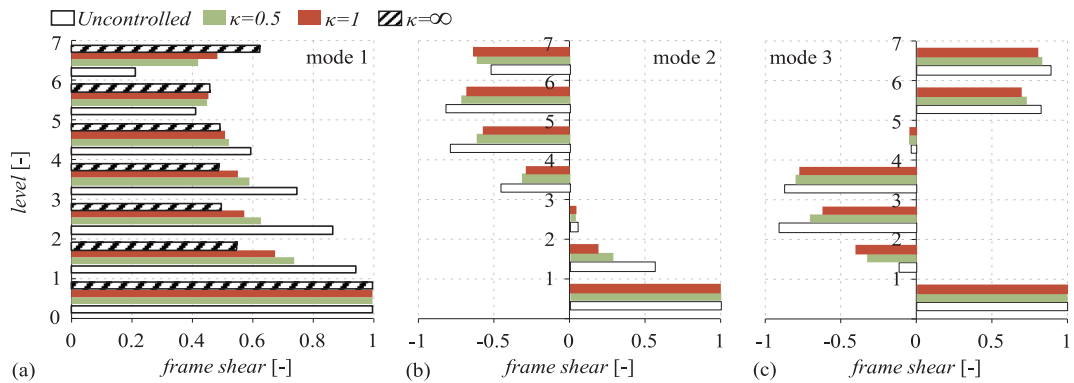 Uncontrolled κ=0.5 κ=1 κ=∞
7
6
5
4
3
2
1
0
level [-]
mode 1
0 0.2 0.4 0.6 0.8 1
(a) frame shear [-]
7
6
5
4
3
2
1
mode 2
-1 -0.5 0 0.5 1
(b) frame shear [-]
7
6
5
4
3
2
1
mode 3
-1 -0.5 0 0.5 1
(c) frame shear [-]